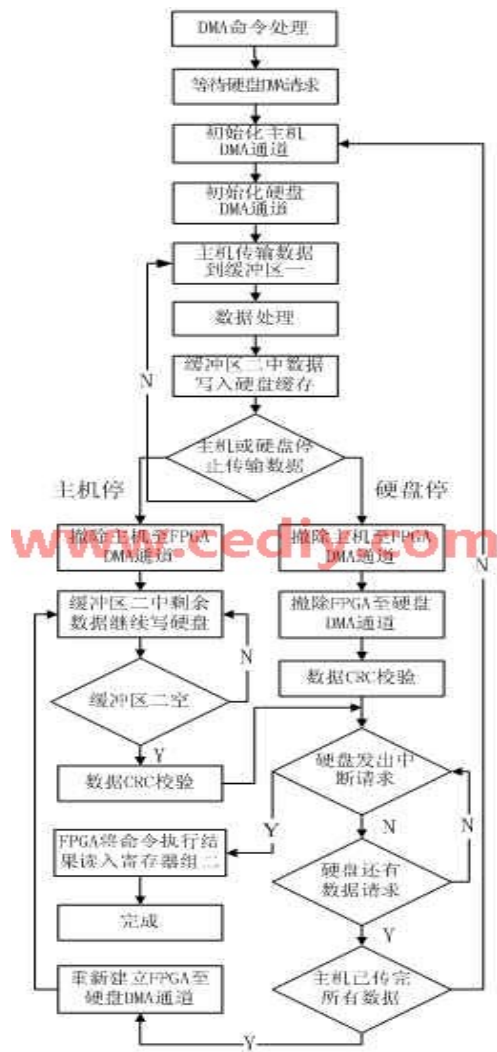 DMA命令处理
等待硬盘DMA请求
初始化主机
DMA通道
初始化硬盘
DMA通道
主机传输数据
到缓冲区一
数据处理
缓冲区二中数据
写入硬盘缓存
N
主机或硬盘停
止传输数据
主机停
硬盘停
www.cediy.com
撤除主机至FPGA
DMA通道
撤除主机至FPGA
DMA通道
N
缓冲区二中剩余
数据继续写硬盘
撤除FPGA至硬盘
DMA通道
N
缓冲区二空
数据CRC校验
Y
数据CRC校验
硬盘发出中
断请求
Y
N
N
FPGA将命令执行结
果读入寄存器组二
硬盘还有
数据请求
完成
Y
重新建立FPGA至
硬盘DMA通道
主机已传完
所有数据
Y